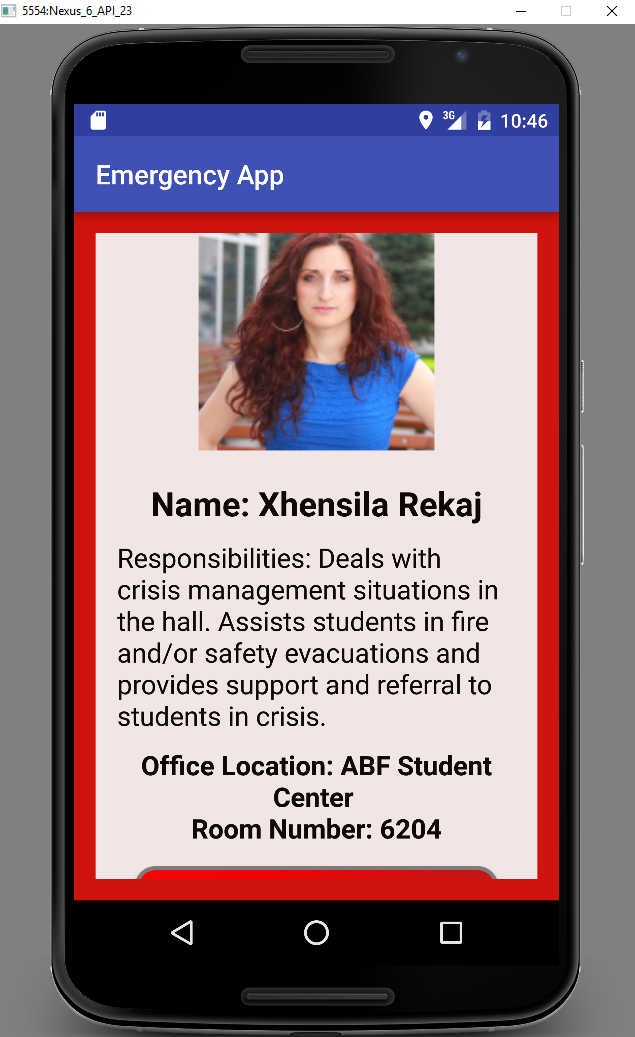 5554:Nexus_6_API_23
3G 10:46
Emergency App
Name: Xhensila Rekaj
Responsibilities: Deals with
crisis management situations in
the hall. Assists students in fire
and/or safety evacuations and
provides support and referral to
students in crisis.
Office Location: ABF Student
Center
Room Number: 6204